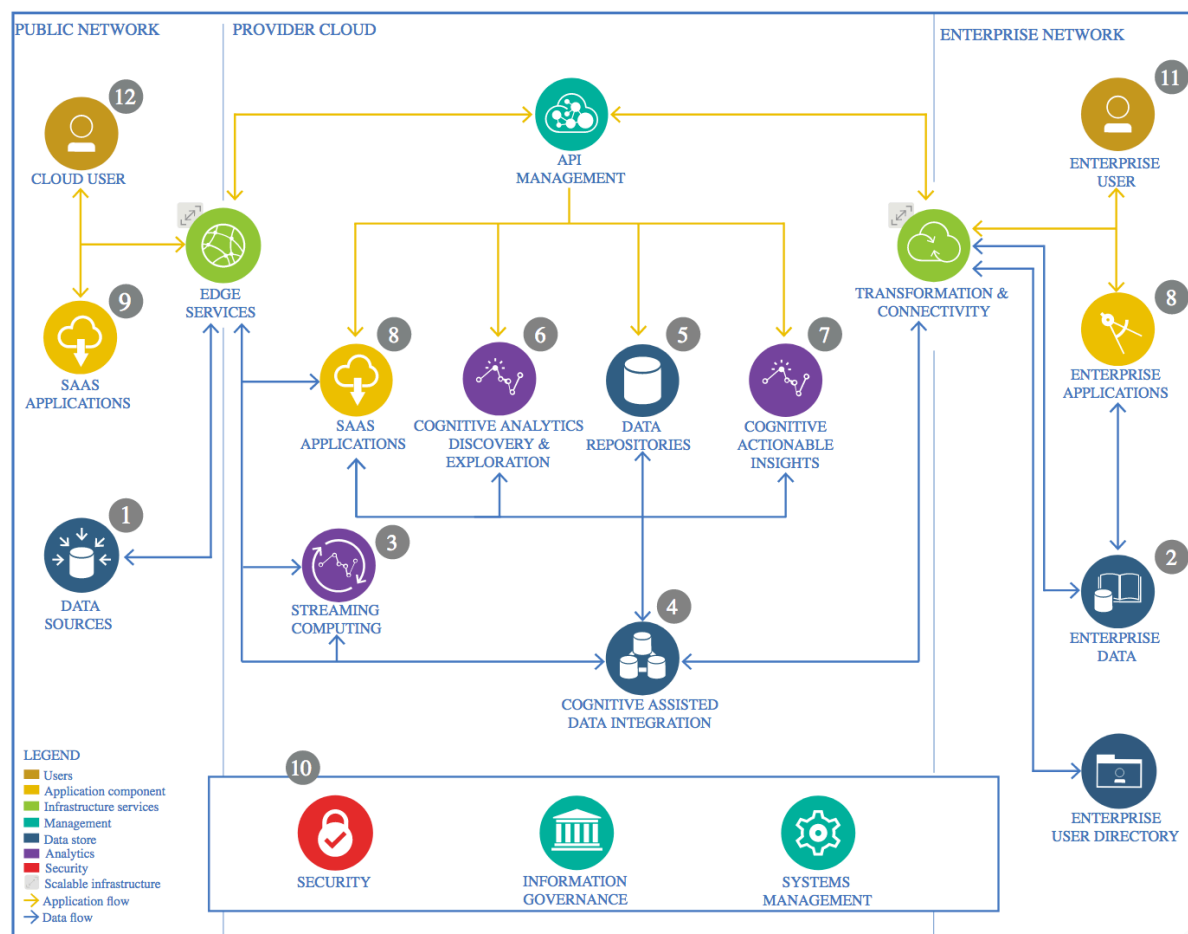 PUBLIC NETWORK
PROVIDER CLOUD
ENTERPRISE NETWORK
12
CLOUD USER
11
ENTERPRISE
USER
API
MANAGEMENT
EDGE
SERVICES
TRANSFORMATION &
CONNECTIVITY
9
SAAS
APPLICATIONS
8
SAAS
APPLICATIONS
6
COGNITIVE ANALYTICS
DISCOVERY &
EXPLORATION
5
DATA
REPOSITORIES
7
COGNITIVE
ACTIONABLE
INSIGHTS
8
ENTERPRISE
APPLICATIONS
1
DATA
SOURCES
3
STREAMING
COMPUTING
4
COGNITIVE ASSISTED
DATA INTEGRATION
2
ENTERPRISE
DATA
ENTERPRISE
USER DIRECTORY
LEGEND
Users
Application component
Infrastructure services
Management
Data store
Analytics
Security
Scalable infrastructure
Application flow
Data flow
10
SECURITY
INFORMATION
GOVERNANCE
SYSTEMS
MANAGEMENT